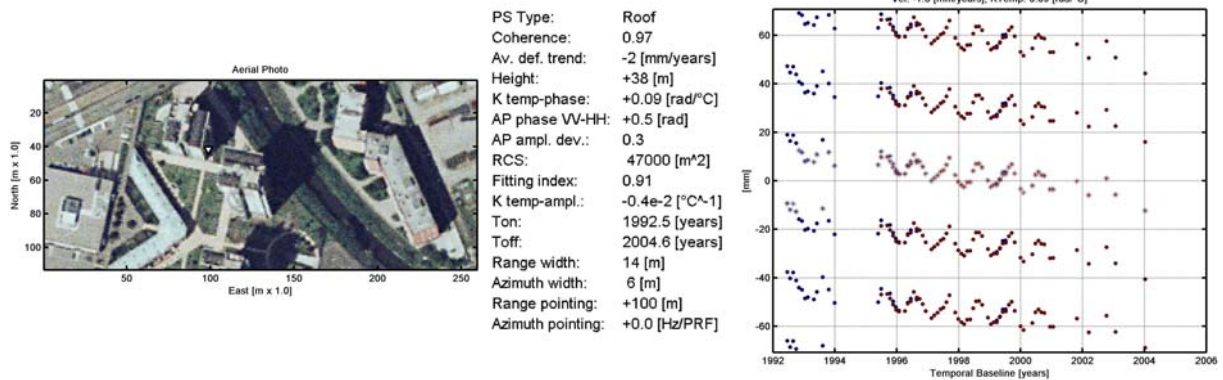 Aerial Photo
20
40
60
80
100
North [m x 1.0]
50
100
150
200
250
East [m x 1.0]
PS Type: Roof
Coherence: 0.97
Av. def. trend: -2 [mm/years]
Height: +38 [m]
K temp-phase: +0.09 [rad/°C]
AP phase VV-HH: +0.5 [rad]
AP ampl. dev.: 0.3
RCS: 47000 [m^2]
Fitting index: 0.91
K temp-ampl.: -0.4e-2 [°C^-1]
Ton: 1992.5 [years]
Toff: 2004.6 [years]
Range width: 14 [m]
Azimuth width: 6 [m]
Range pointing: +100 [m]
Azimuth pointing: +0.0 [Hz/PRF]
60
40
20
0
-20
-40
-60
[mm]
1992
1994
1996
1998
2000
2002
2004
2006
Temporal Baseline [years]